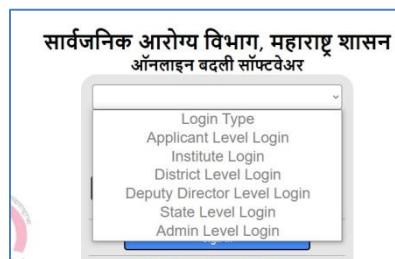 सार्वजनिक आरोग्य विभाग, महाराष्ट्र शासन
ऑनलाइन बदली सॉफ्टवेअर
Login Type
Applicant Level Login
Institute Login
District Level Login
Deputy Director Level Login
State Level Login
Admin Level Login